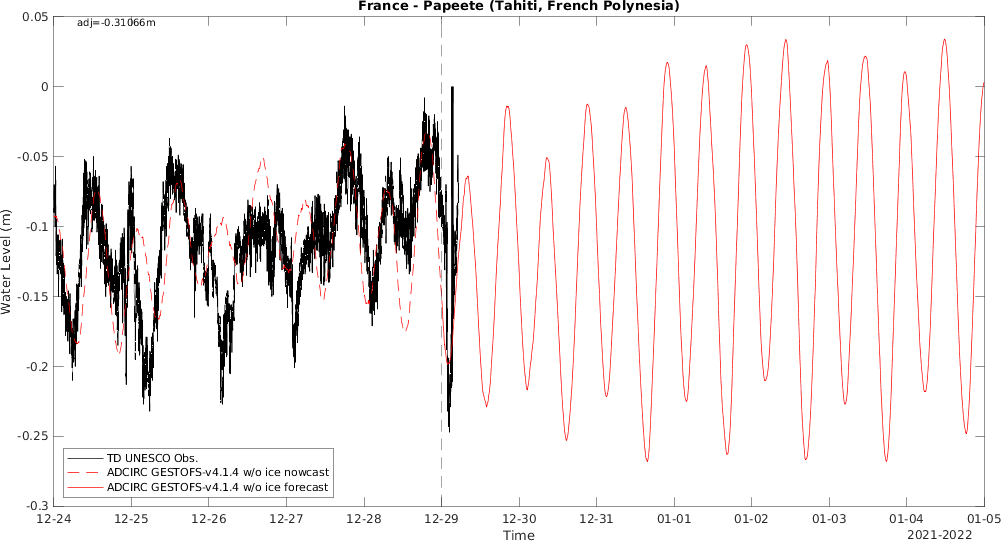 France - Papeete (Tahiti, French Polynesia)
adj=-0.31066m
0.05
0
-0.05
-0.1
-0.15
-0.2
-0.25
-0.3
Water Level (m)
TD UNESCO Obs.
ADCIRC GESTOFS-v4.1.4 w/o ice nowcast
ADCIRC GESTOFS-v4.1.4 w/o ice forecast
12-24 12-25 12-26 12-27 12-28 12-29 12-30 12-31 01-01 01-02 01-03 01-04 01-05
Time
2021-2022